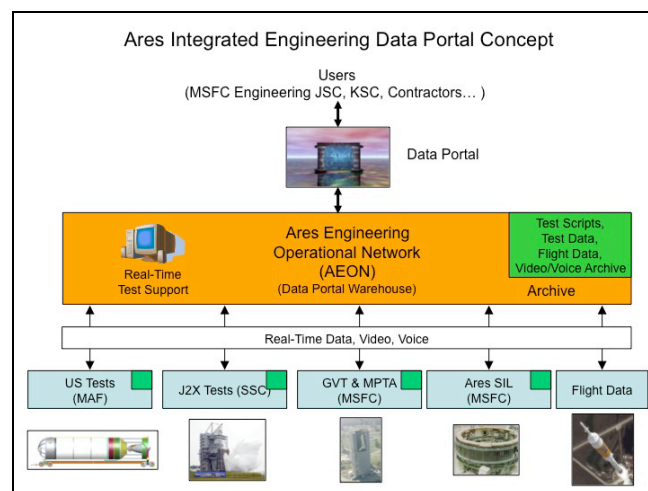 Ares Integrated Engineering Data Portal Concept
Users
(MSFC Engineering JSC, KSC, Contractors... )
Data Portal
Ares Engineering
Operational Network
(AEON)
(Data Portal Warehouse)
Real-Time
Test Support
Test Scripts,
Test Data,
Flight Data,
Video/Voice Archive
Archive
Real-Time Data, Video, Voice
US Tests
(MAF)
J2X Tests (SSC)
GVT & MPTA
(MSFC)
Ares SIL
(MSFC)
Flight Data